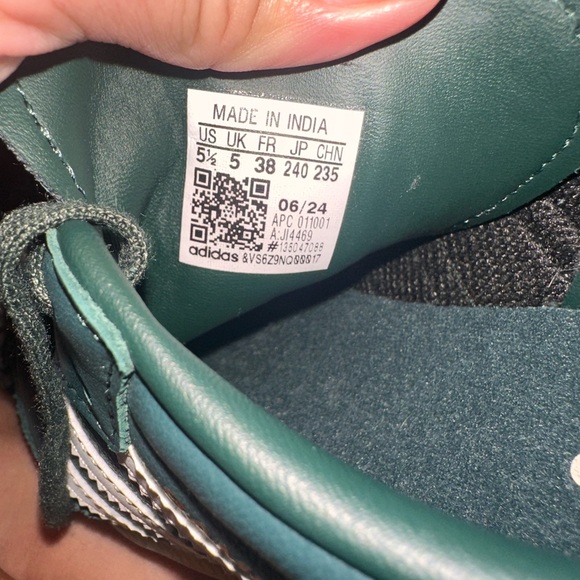 MADE IN INDIA
US UK FR JP CHN
5½ 5 38 240 235
06/24
APC 011001
A:JI4469
#135047088
adidas &VS6Z9NQ00017